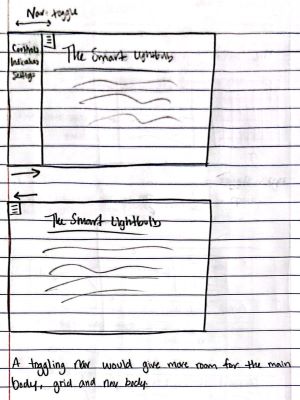 Nav toggle
Controls
Indicators
Settings
The Smart Lightbulb
The Smart Lightbulb
A toggling nav would give more room for the main
body, grid and nav body.